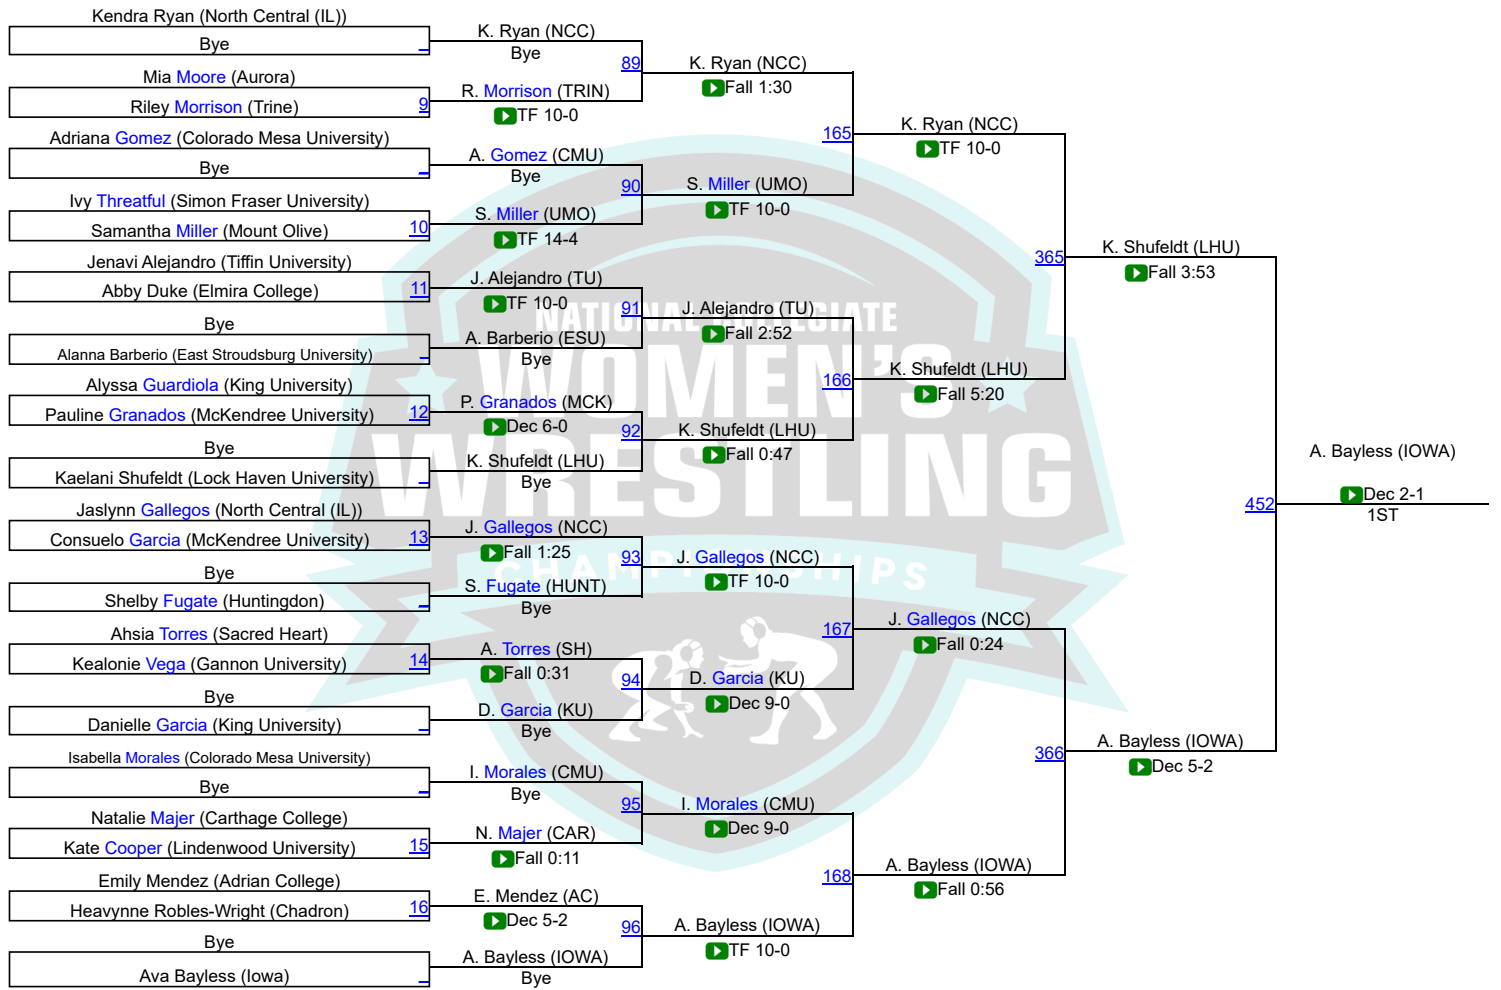 Kendra Ryan (North Central (IL))
Bye
Mia Moore (Aurora)
Riley Morrison (Trine)
9
Adriana Gomez (Colorado Mesa University)
Bye
Ivy Threatful (Simon Fraser University)
Samantha Miller (Mount Olive)
10
Jenavi Alejandro (Tiffin University)
Abby Duke (Elmira College)
11
Bye
Alanna Barberio (East Stroudsburg University)
Alyssa Guardiola (King University)
Pauline Granados (McKendree University)
12
Bye
Kaelani Shufeldt (Lock Haven University)
Jaslynn Gallegos (North Central (IL))
Consuelo Garcia (McKendree University)
13
Bye
Shelby Fugate (Huntingdon)
Ahsia Torres (Sacred Heart)
Kealonie Vega (Gannon University)
14
Bye
Danielle Garcia (King University)
Isabella Morales (Colorado Mesa University)
Bye
Natalie Majer (Carthage College)
Kate Cooper (Lindenwood University)
15
Emily Mendez (Adrian College)
Heavynne Robles-Wright (Chadron)
16
Bye
Ava Bayless (Iowa)
K. Ryan (NCC)
Bye
89
R. Morrison (TRIN)
TF 10-0
A. Gomez (CMU)
Bye
90
S. Miller (UMO)
TF 14-4
J. Alejandro (TU)
TF 10-0
91
A. Barberio (ESU)
Bye
P. Granados (MCK)
Dec 6-0
92
K. Shufeldt (LHU)
Bye
J. Gallegos (NCC)
Fall 1:25
93
S. Fugate (HUNT)
Bye
A. Torres (SH)
Fall 0:31
94
D. Garcia (KU)
Bye
I. Morales (CMU)
Bye
95
N. Majer (CAR)
Fall 0:11
E. Mendez (AC)
Dec 5-2
96
A. Bayless (IOWA)
Bye
K. Ryan (NCC)
Fall 1:30
165
S. Miller (UMO)
TF 10-0
J. Alejandro (TU)
Fall 2:52
166
K. Shufeldt (LHU)
Fall 0:47
J. Gallegos (NCC)
TF 10-0
167
D. Garcia (KU)
Dec 9-0
I. Morales (CMU)
Dec 9-0
168
A. Bayless (IOWA)
TF 10-0
K. Ryan (NCC)
TF 10-0
365
K. Shufeldt (LHU)
Fall 5:20
J. Gallegos (NCC)
Fall 0:24
366
A. Bayless (IOWA)
Fall 0:56
K. Shufeldt (LHU)
Fall 3:53
452
A. Bayless (IOWA)
Dec 5-2
A. Bayless (IOWA)
Dec 2-1
1ST
NATIONAL COLLEGIATE
WOMEN'S
WRESTLING
CHAMPIONSHIPS